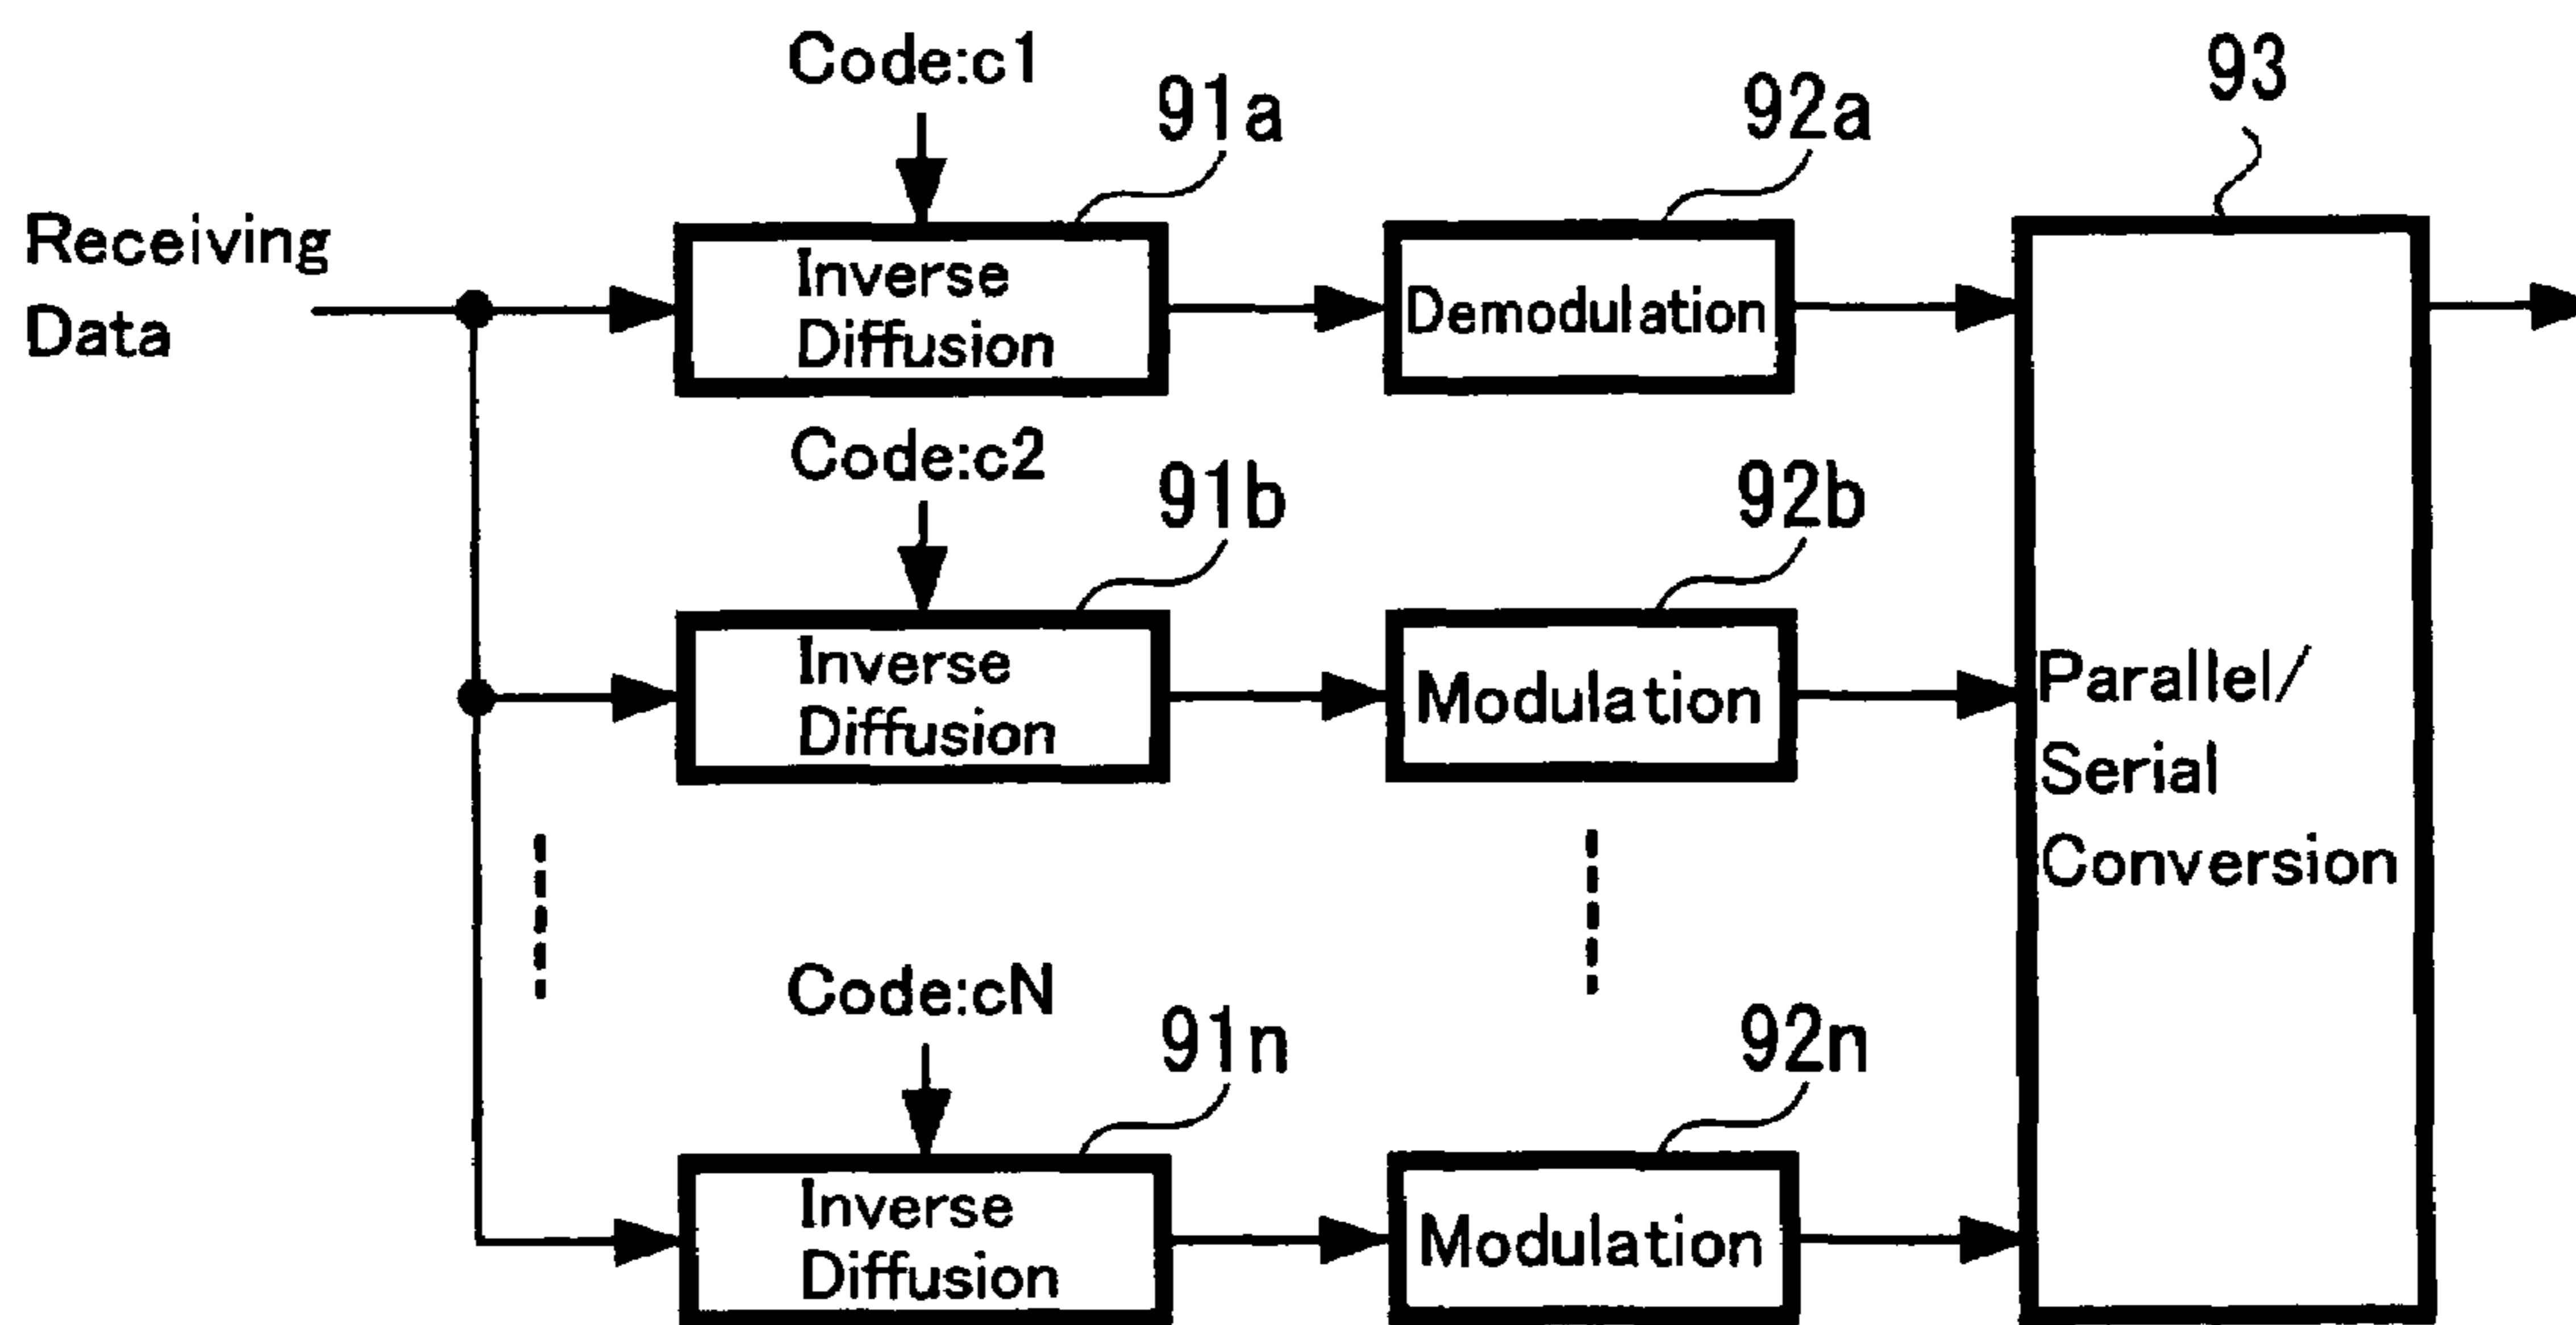 Code:c1
91a
92a
93
Receiving
Data
Inverse
Diffusion
Demodulation
Code:c2
91b
92b
Inverse
Diffusion
Modulation
Parallel/
Serial
Conversion
Code:cN
91n
92n
Inverse
Diffusion
Modulation